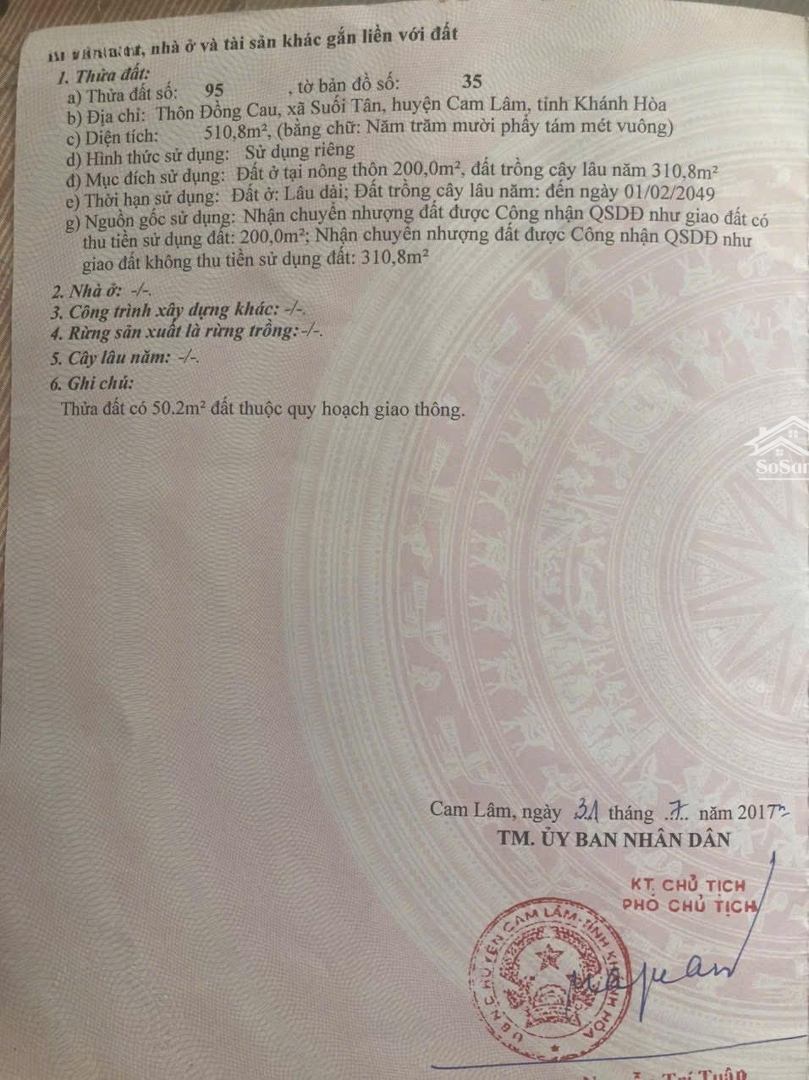 nhà ở và tài sản khác gắn liền với đất
1. Thửa đất:
a) Thửa đất số: 95 , tờ bản đồ số: 35
b) Địa chỉ: Thôn Đồng Cau, xã Suối Tân, huyện Cam Lâm, tỉnh Khánh Hòa
c) Diện tích: 510,8m², (bằng chữ: Năm trăm mười phẩy tám mét vuông)
d) Hình thức sử dụng: Sử dụng riêng
đ) Mục đích sử dụng: Đất ở tại nông thôn 200,0m², đất trồng cây lâu năm 310,8m²
e) Thời hạn sử dụng: Đất ở: Lâu dài; Đất trồng cây lâu năm: đến ngày 01/02/2049
g) Nguồn gốc sử dụng: Nhận chuyển nhượng đất được Công nhận QSDĐ như giao đất có
thu tiền sử dụng đất: 200,0m²; Nhận chuyển nhượng đất được Công nhận QSDĐ như
giao đất không thu tiền sử dụng đất: 310,8m²
2. Nhà ở: -/-.
3. Công trình xây dựng khác: -/-.
4. Rừng sản xuất là rừng trồng: -/-.
5. Cây lâu năm: -/-.
6. Ghi chú:
Thửa đất có 50.2m² đất thuộc quy hoạch giao thông.
SoSan
Cam Lâm, ngày 31 tháng .7. năm 2017
TM. ỦY BAN NHÂN DÂN
KT. CHỦ TỊCH
PHÓ CHỦ TỊCH
U.B.N.D HUYỆN CAM LÂM - TỈNH KHÁNH HÒA
Trí Tuân